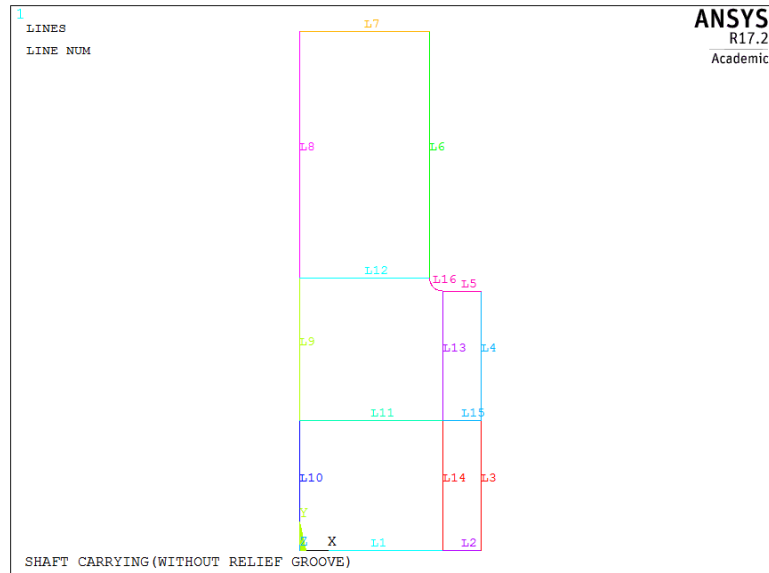 1
LINES
LINE NUM
ANSYS
R17.2
Academic
L7
L8
L6
L12
L16
L5
L9
L13
L4
L11
L15
L10
L14
L3
Y
Z
X
L1
L2
SHAFT CARRYING(WITHOUT RELIEF GROOVE)